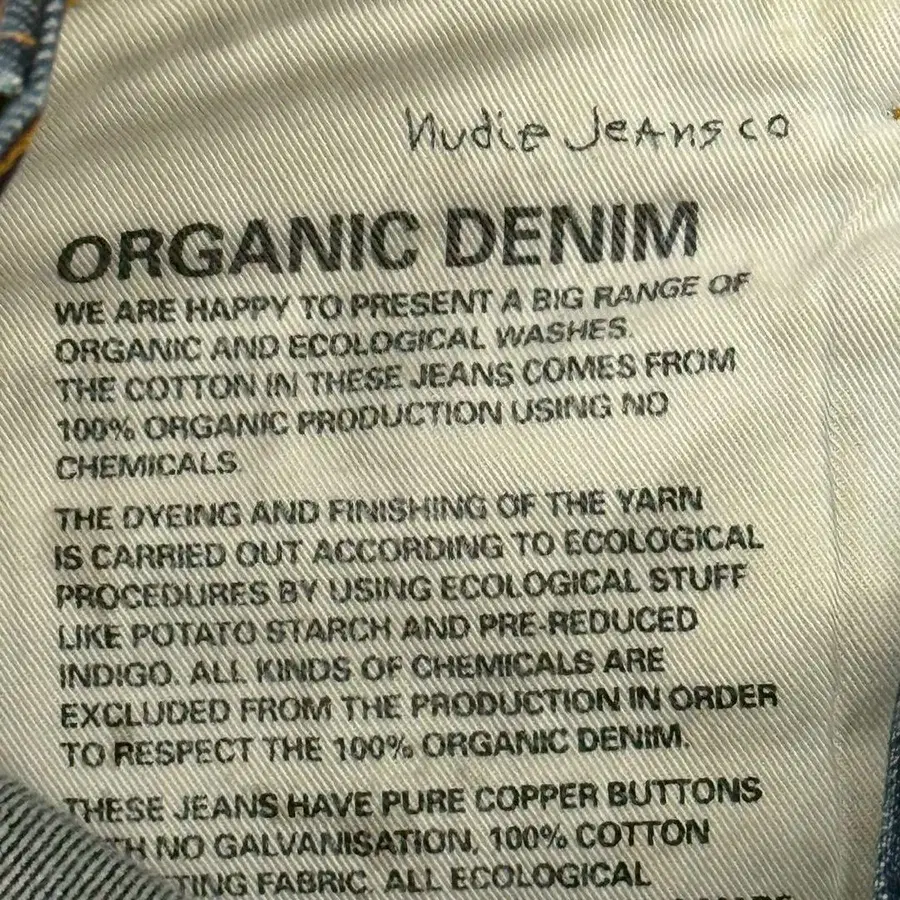 Nudie Jeans co
ORGANIC DENIM
WE ARE HAPPY TO PRESENT A BIG RANGE OF
ORGANIC AND ECOLOGICAL WASHES.
THE COTTON IN THESE JEANS COMES FROM
100% ORGANIC PRODUCTION USING NO
CHEMICALS.
THE DYEING AND FINISHING OF THE YARN
IS CARRIED OUT ACCORDING TO ECOLOGICAL
PROCEDURES BY USING ECOLOGICAL STUFF
LIKE POTATO STARCH AND PRE-REDUCED
INDIGO. ALL KINDS OF CHEMICALS ARE
EXCLUDED FROM THE PRODUCTION IN ORDER
TO RESPECT THE 100% ORGANIC DENIM.
THESE JEANS HAVE PURE COPPER BUTTONS
NO GALVANISATION, 100% COTTON
FABRIC. ALL ECOLOGICAL